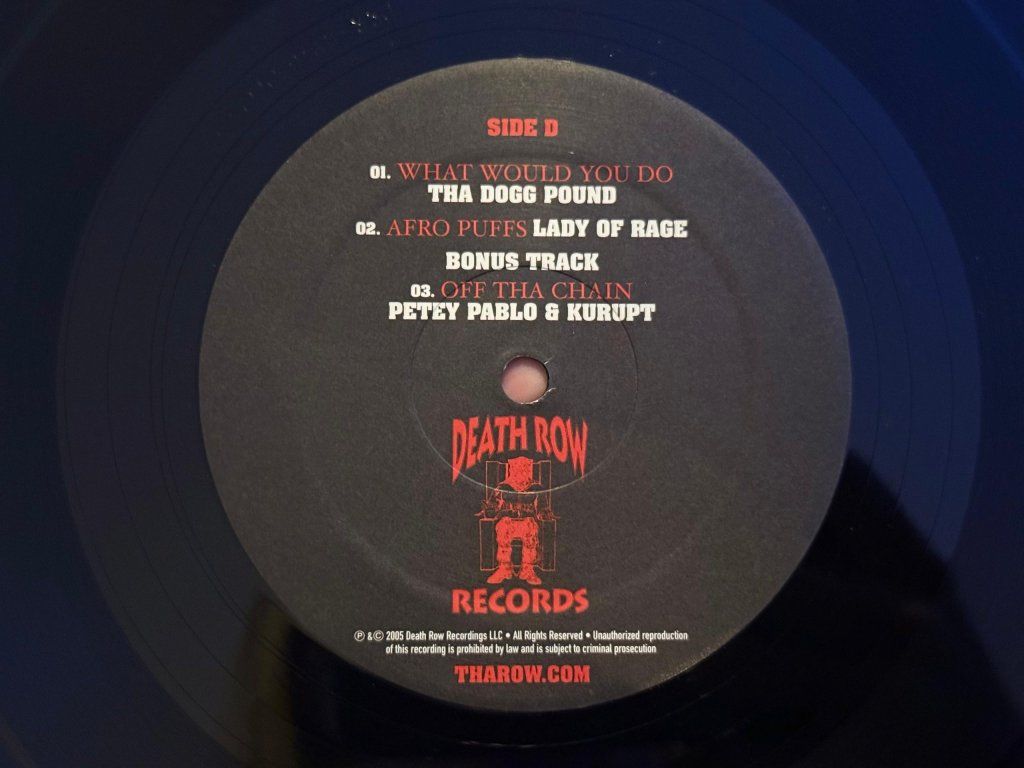 SIDE D
01. WHAT WOULD YOU DO
THA DOGG POUND
02. AFRO PUFFS LADY OF RAGE
BONUS TRACK
03. OFF THA CHAIN
PETEY PABLO & KURUPT
DEATH ROW
RECORDS
℗ &© 2005 Death Row Recordings LLC • All Rights Reserved • Unauthorized reproduction
of this recording is prohibited by law and is subject to criminal prosecution
THAROW.COM